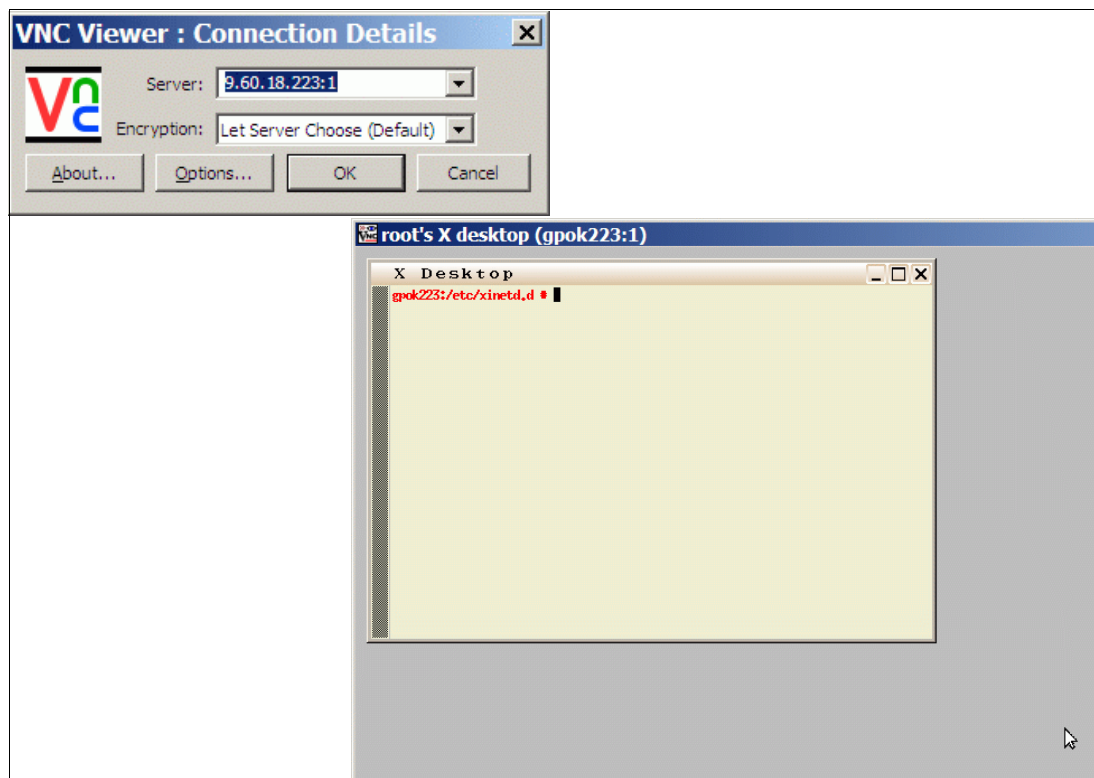 VNC Viewer : Connection Details
Server: 9.60.18.223:1
Encryption: Let Server Choose (Default)
About... Options... OK Cancel
root's X desktop (gpok223:1)
X Desktop
gpok223:/etc/xinetd.d #